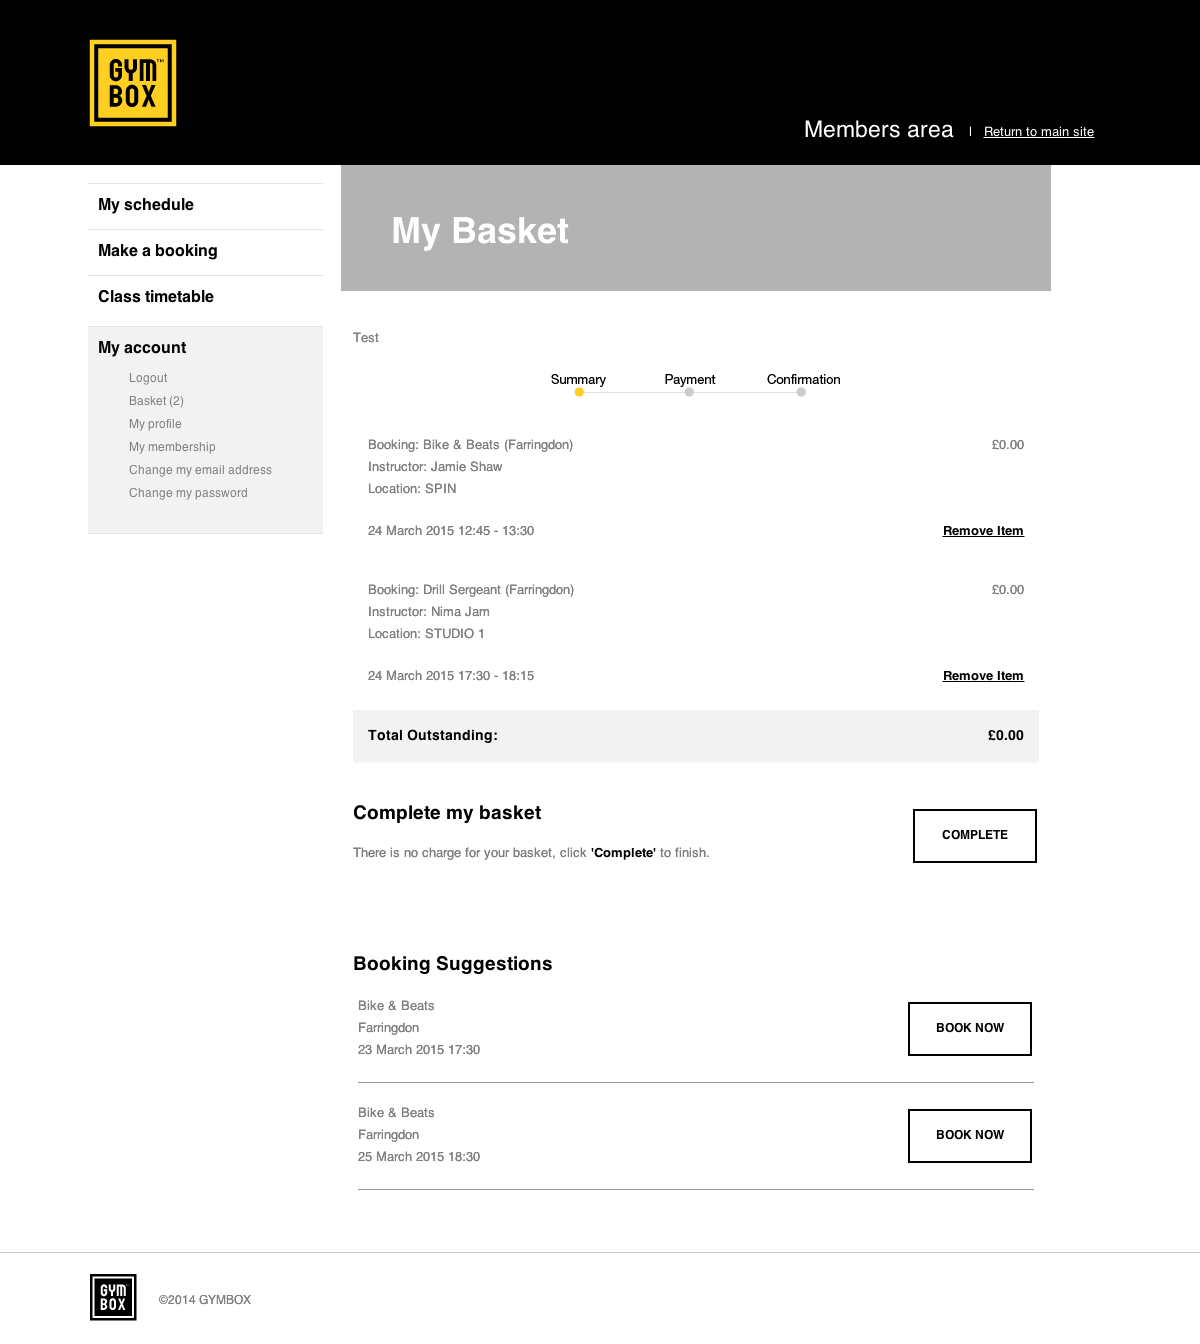 GYM™
BOX
Members area | Return to main site
My schedule
Make a booking
Class timetable
My account
Logout
Basket (2)
My profile
My membership
Change my email address
Change my password
My Basket
Test
Summary Payment Confirmation
Booking: Bike & Beats (Farringdon) £0.00
Instructor: Jamie Shaw
Location: SPIN
24 March 2015 12:45 - 13:30 Remove Item
Booking: Drill Sergeant (Farringdon) £0.00
Instructor: Nima Jam
Location: STUDIO 1
24 March 2015 17:30 - 18:15 Remove Item
Total Outstanding: £0.00
Complete my basket
There is no charge for your basket, click 'Complete' to finish.
COMPLETE
Booking Suggestions
Bike & Beats
Farringdon
23 March 2015 17:30
BOOK NOW
Bike & Beats
Farringdon
25 March 2015 18:30
BOOK NOW
GYM
BOX
©2014 GYMBOX